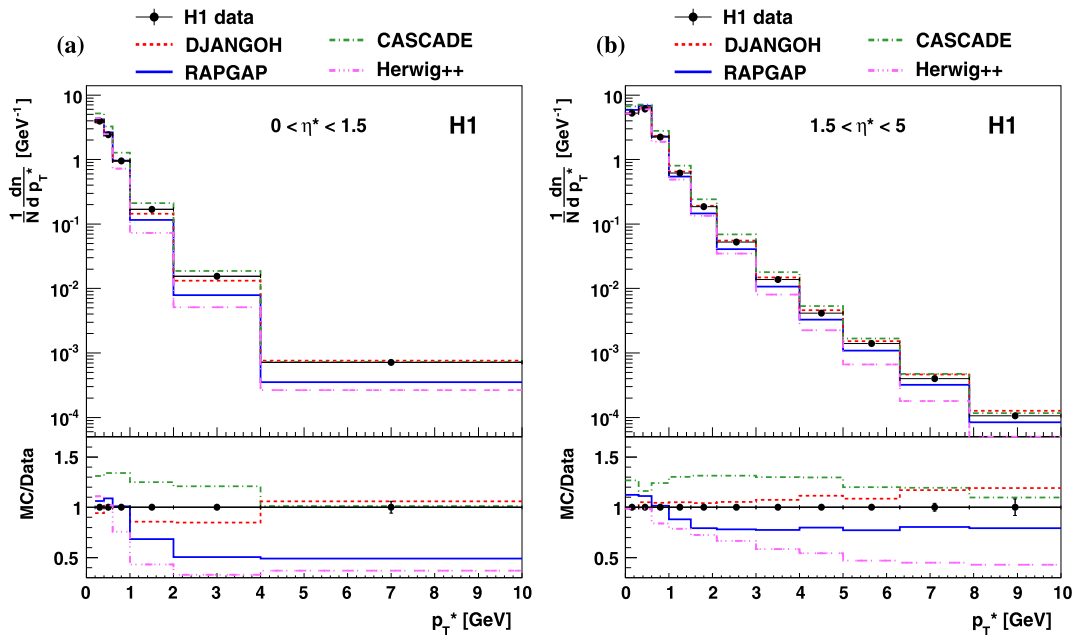 (a)
H1 data
DJANGOH
CASCADE
RAPGAP
Herwig++
0 < η* < 1.5
H1
1/N dn/d p_T* [GeV⁻¹]
10
1
10⁻¹
10⁻²
10⁻³
10⁻⁴
MC/Data
1.5
1
0.5
0 1 2 3 4 5 6 7 8 9 10
p_T* [GeV]
(b)
H1 data
DJANGOH
CASCADE
RAPGAP
Herwig++
1.5 < η* < 5
H1
1/N dn/d p_T* [GeV⁻¹]
10
1
10⁻¹
10⁻²
10⁻³
10⁻⁴
MC/Data
1.5
1
0.5
0 1 2 3 4 5 6 7 8 9 10
p_T* [GeV]